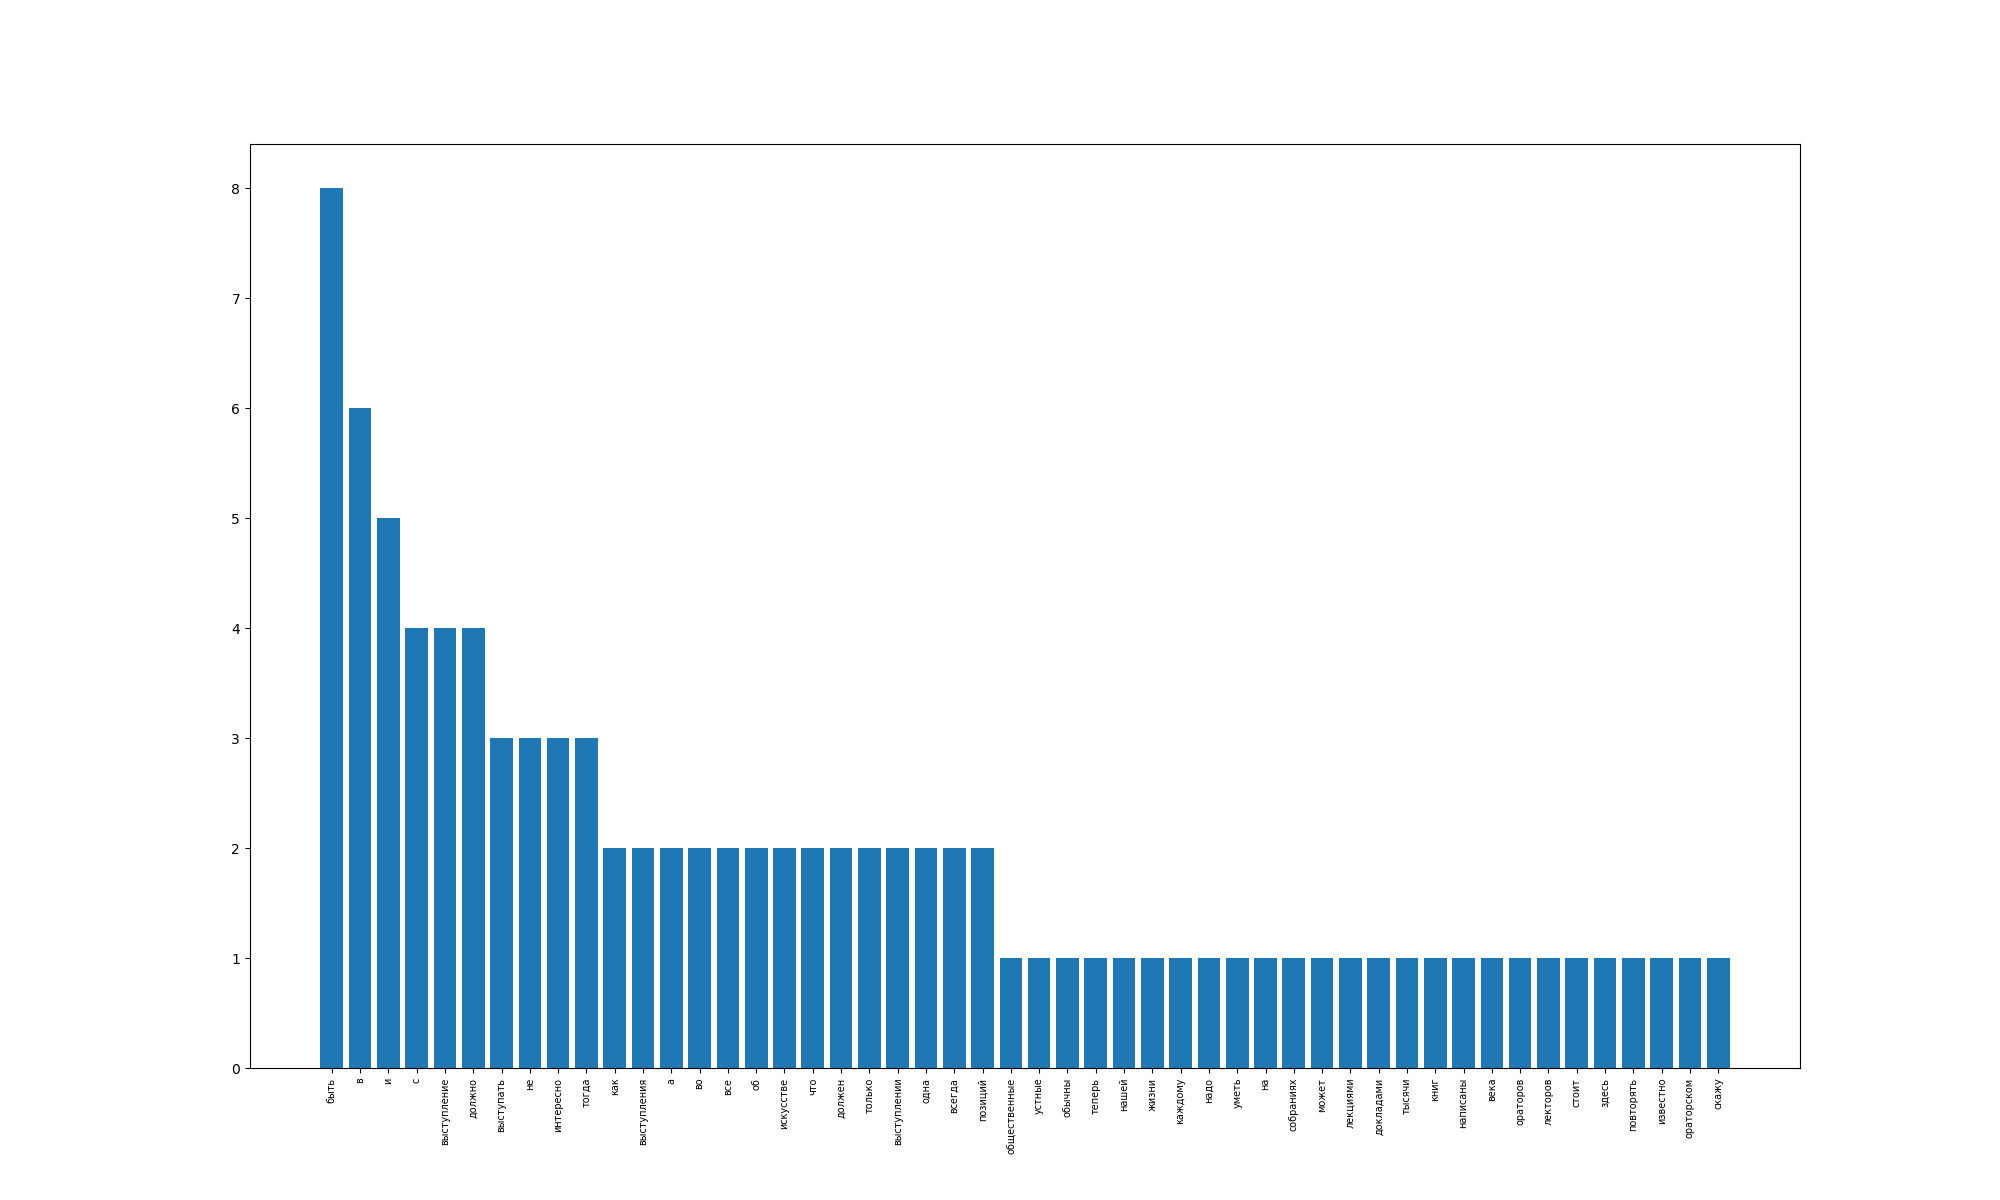 8
7
6
5
4
3
2
1
0
быть
в
и
с
выступление
должно
выступать
не
интересно
тогда
как
выступления
а
во
все
об
искусстве
что
должен
только
выступлении
одна
всегда
позиций
общественные
устные
обычны
теперь
нашей
жизни
каждому
надо
уметь
на
собраниях
может
лекциями
докладами
тысячи
книг
написаны
века
ораторов
лекторов
стоит
здесь
повторять
известно
ораторском
скажу